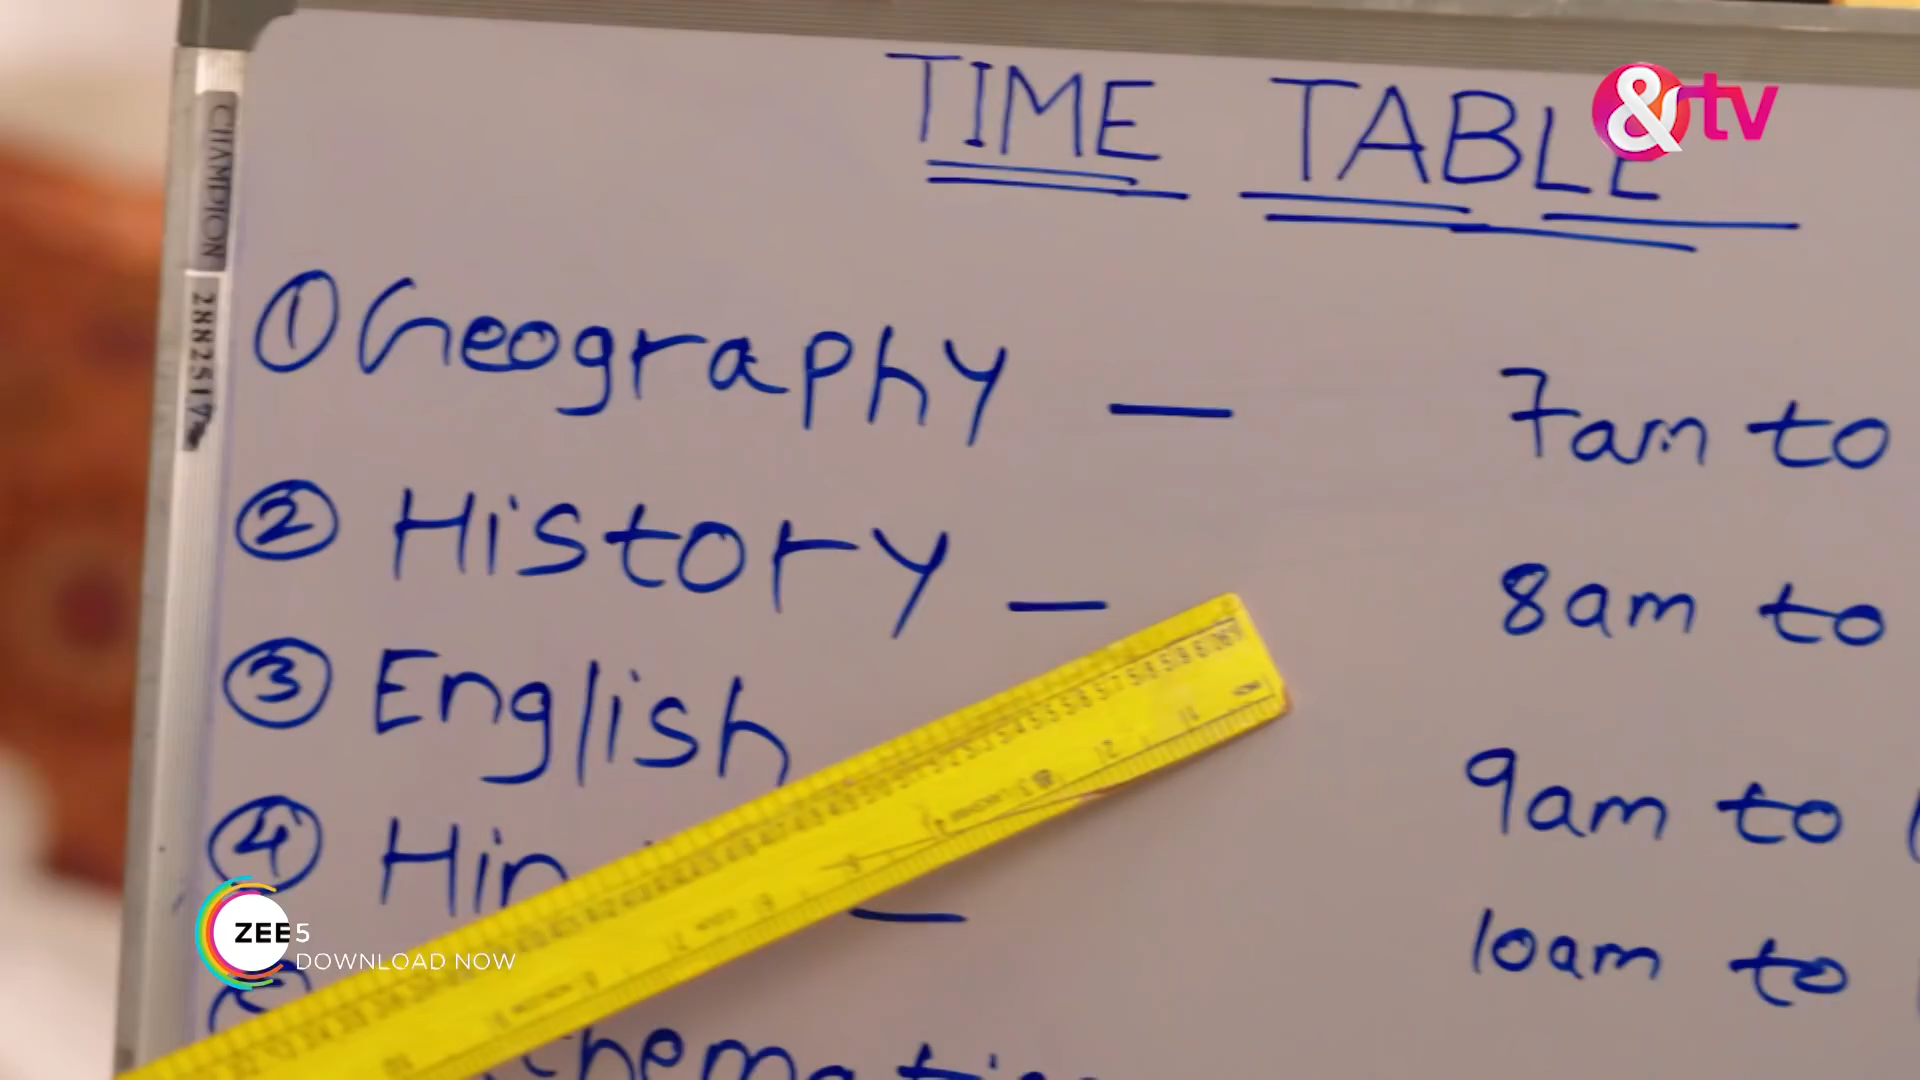 TIME TABLE
&tv
CHAMPION
2882517
① Geography — 7am to
② History — 8am to
③ English 9am to
④ Hin — 10am to
ZEE5
DOWNLOAD NOW